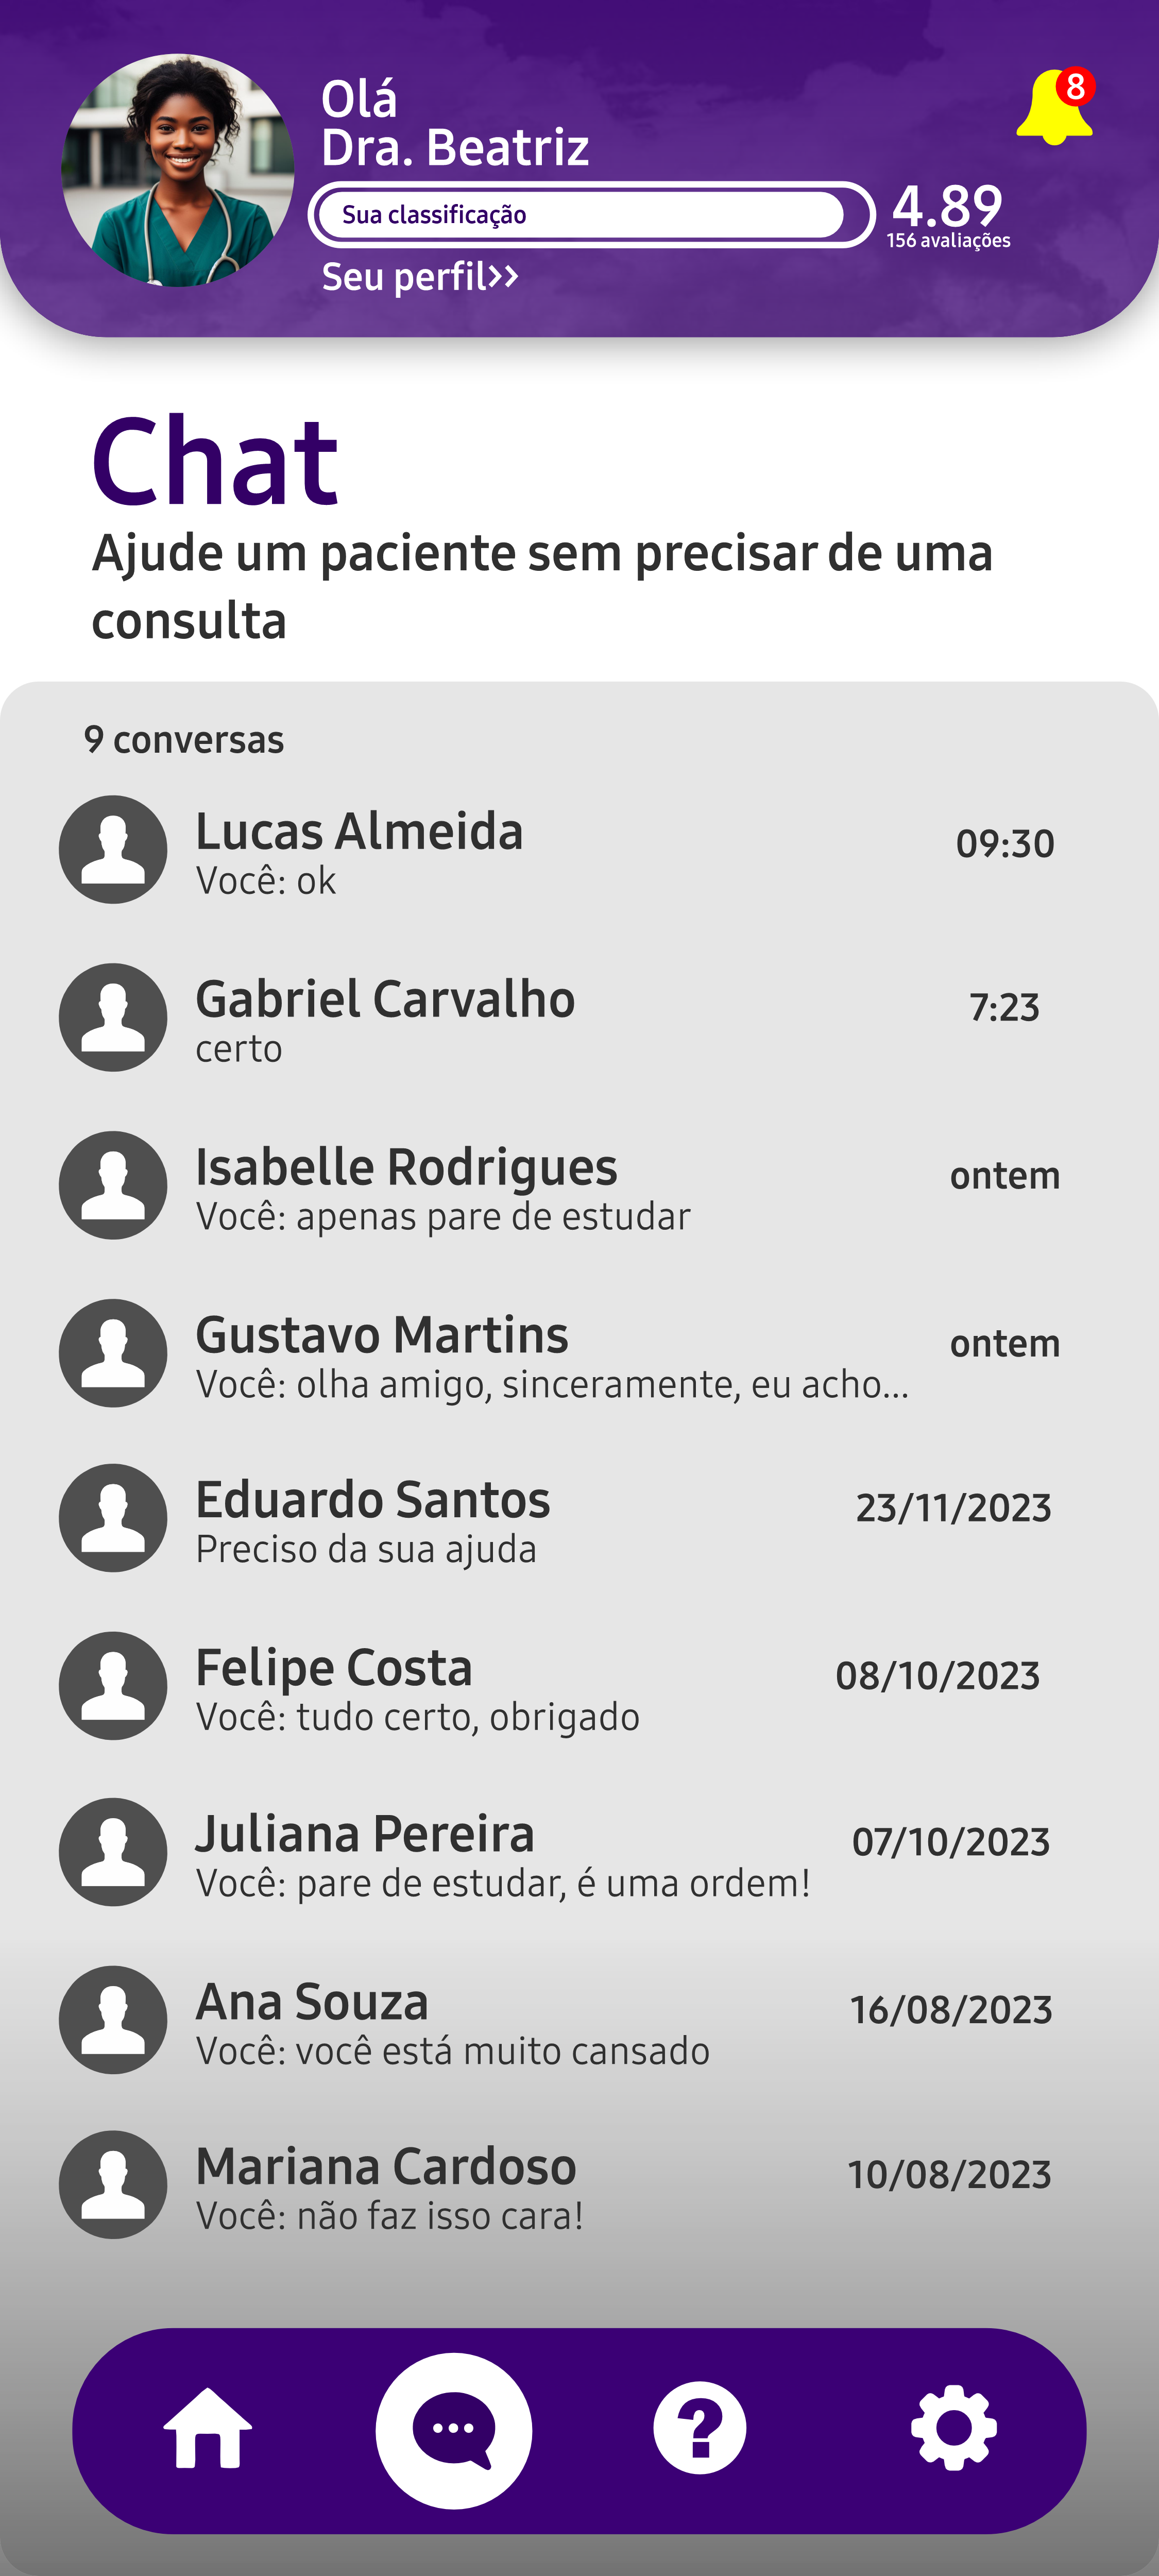 8
Olá
Dra. Beatriz
Sua classificação
4.89
156 avaliações
Seu perfil>>
Chat
Ajude um paciente sem precisar de uma
consulta
9 conversas
Lucas Almeida
09:30
Você: ok
Gabriel Carvalho
7:23
certo
Isabelle Rodrigues
ontem
Você: apenas pare de estudar
Gustavo Martins
ontem
Você: olha amigo, sinceramente, eu acho...
Eduardo Santos
23/11/2023
Preciso da sua ajuda
Felipe Costa
08/10/2023
Você: tudo certo, obrigado
Juliana Pereira
07/10/2023
Você: pare de estudar, é uma ordem!
Ana Souza
16/08/2023
Você: você está muito cansado
Mariana Cardoso
10/08/2023
Você: não faz isso cara!
?